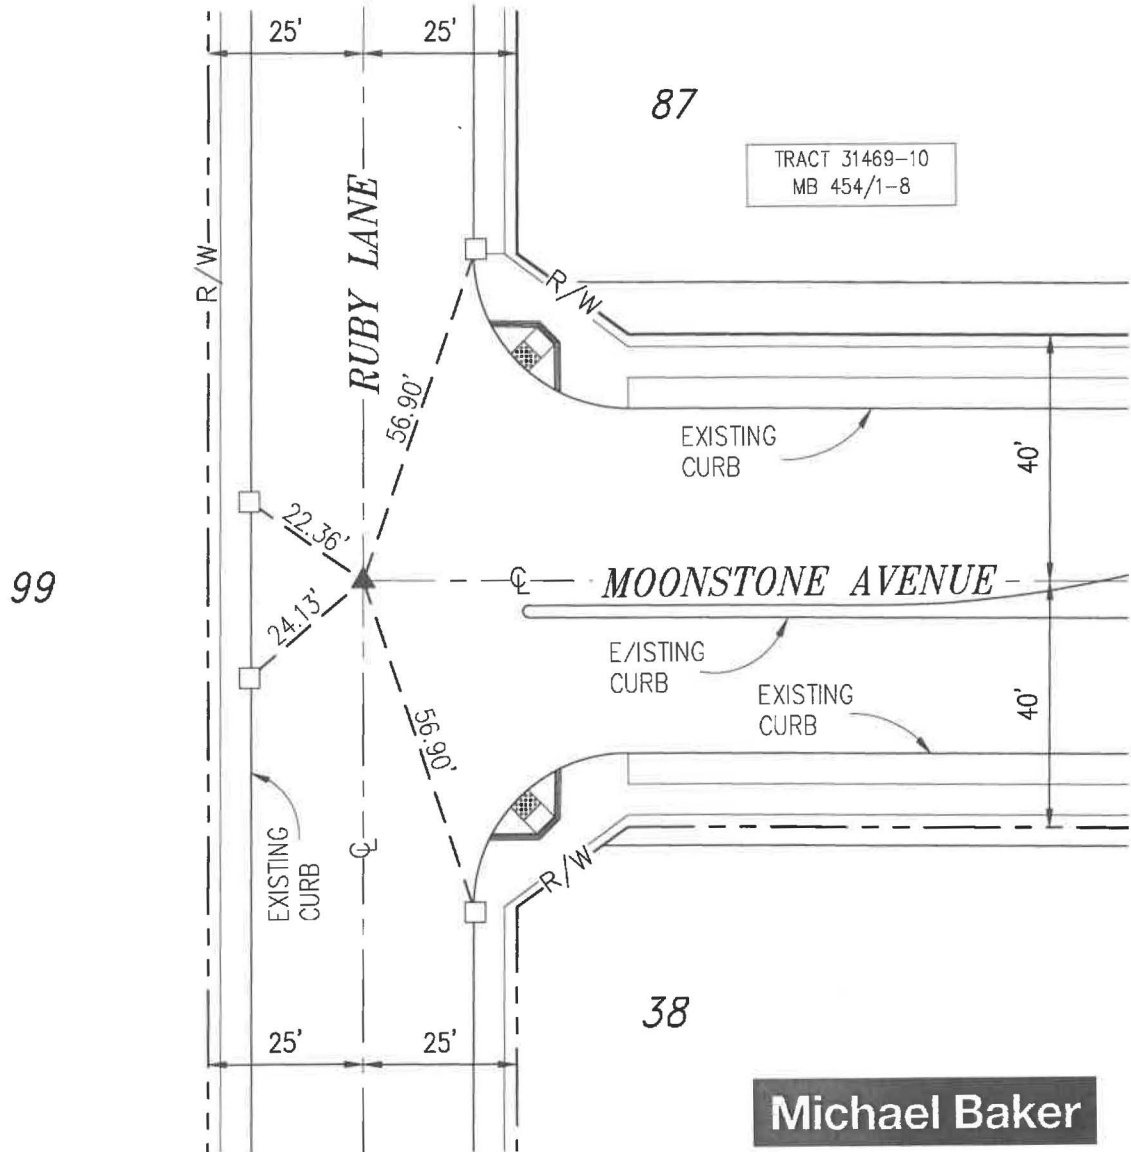 25'
25'
87
TRACT 31469-10
MB 454/1-8
R/W
RUBY LANE
R/W
56.90'
EXISTING
CURB
40'
22.36'
99
℄
MOONSTONE AVENUE
24.13'
E/ISTING
CURB
EXISTING
CURB
40'
56.90'
℄
EXISTING
CURB
R/W
38
25'
25'
Michael Baker